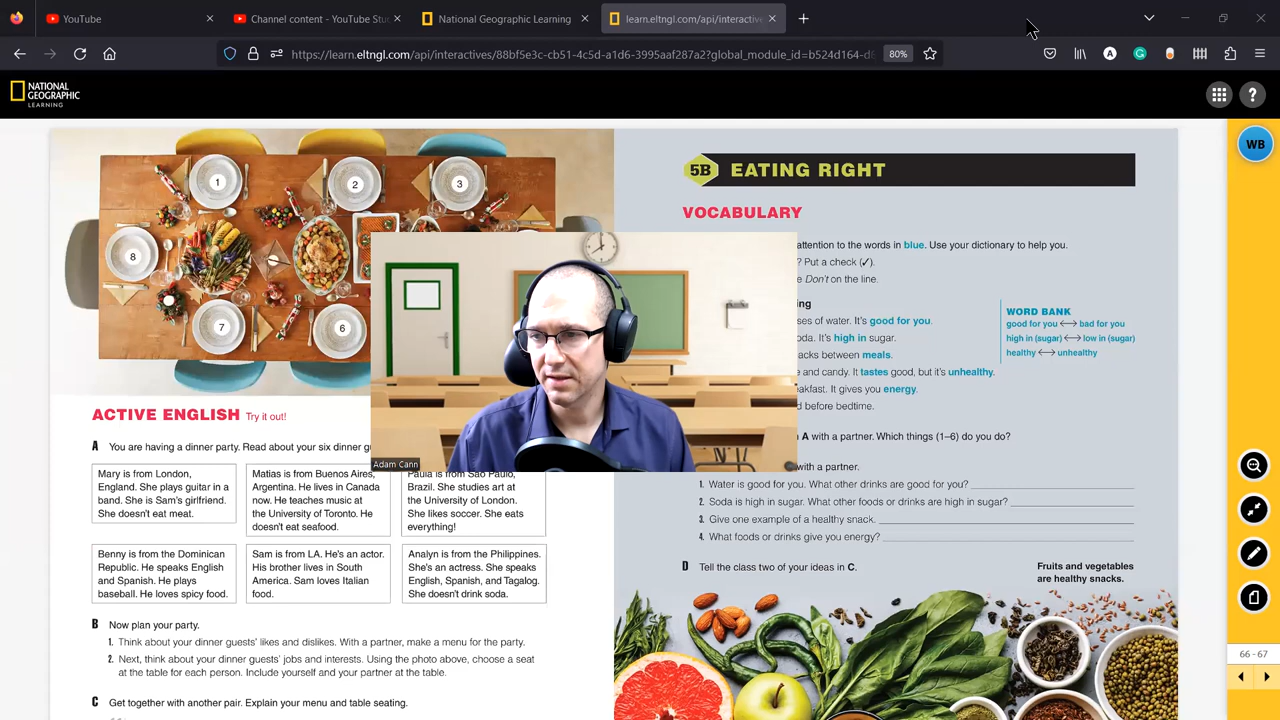 YouTube
Channel content - YouTube Stu
National Geographic Learning
learn.eltngl.com/api/interactive
https://learn.eltngl.com/api/interactives/88bf5e3c-cb51-4c5d-a1d6-3995aaf287a2?global_module_id=b524d164-d
80%
NATIONAL
GEOGRAPHIC
LEARNING
WB
1
2
3
8
7
6
ACTIVE ENGLISH Try it out!
A You are having a dinner party. Read about your six dinner
Mary is from London,
England. She plays guitar in a
band. She is Sam's girlfriend.
She doesn't eat meat.
Matias is from Buenos Aires,
Argentina. He lives in Canada
now. He teaches music at
the University of Toronto. He
doesn't eat seafood.
Paula is from São Paulo,
Brazil. She studies art at
the University of London.
She likes soccer. She eats
everything!
Benny is from the Dominican
Republic. He speaks English
and Spanish. He plays
baseball. He loves spicy food.
Sam is from LA. He's an actor.
His brother lives in South
America. Sam loves Italian
food.
Analyn is from the Philippines.
She's an actress. She speaks
English, Spanish, and Tagalog.
She doesn't drink soda.
B Now plan your party.
1. Think about your dinner guests' likes and dislikes. With a partner, make a menu for the party.
2. Next, think about your dinner guests' jobs and interests. Using the photo above, choose a seat
at the table for each person. Include yourself and your partner at the table.
C Get together with another pair. Explain your menu and table seating.
Adam Cann
5B EATING RIGHT
VOCABULARY
attention to the words in blue. Use your dictionary to help you.
? Put a check (✓).
Don't on the line.
ing
ses of water. It's good for you.
oda. It's high in sugar.
acks between meals.
e and candy. It tastes good, but it's unhealthy.
eakfast. It gives you energy.
d before bedtime.
WORD BANK
good for you ⟷ bad for you
high in (sugar) ⟷ low in (sugar)
healthy ⟷ unhealthy
A with a partner. Which things (1–6) do you do?
with a partner.
1. Water is good for you. What other drinks are good for you?
2. Soda is high in sugar. What other foods or drinks are high in sugar?
3. Give one example of a healthy snack.
4. What foods or drinks give you energy?
D Tell the class two of your ideas in C.
Fruits and vegetables
are healthy snacks.
66 - 67